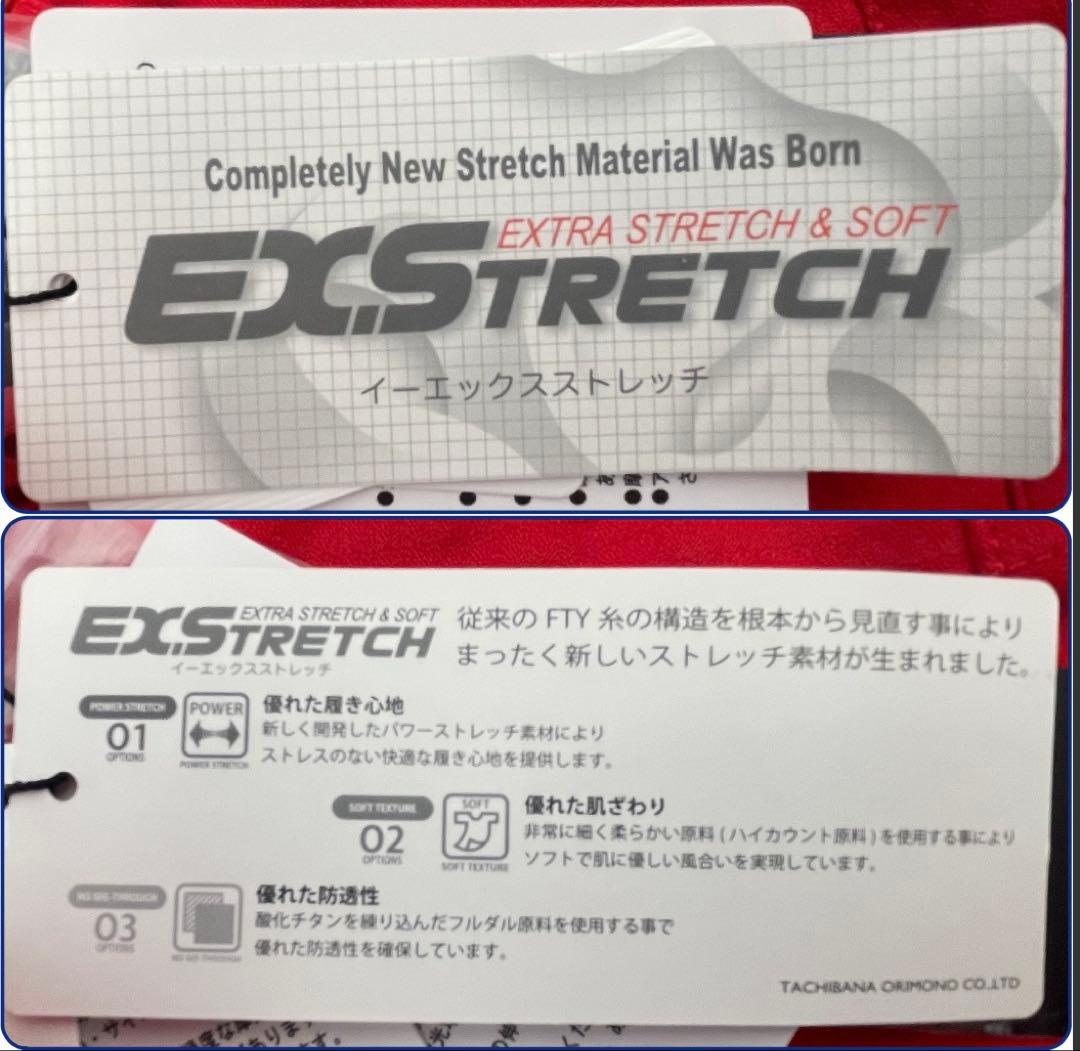 Completely New Stretch Material Was Born
EXTRA STRETCH & SOFT
EX.STRETCH
イーエックスストレッチ
EX.STRETCH
EXTRA STRETCH & SOFT
イーエックスストレッチ
従来の FTY 糸の構造を根本から見直す事により
まったく新しいストレッチ素材が生まれました。
POWER STRETCH
01
OPTIONS
POWER
POWER STRETCH
優れた履き心地
新しく開発したパワーストレッチ素材により
ストレスのない快適な履き心地を提供します。
SOFT TEXTURE
02
OPTIONS
SOFT
SOFT TEXTURE
優れた肌ざわり
非常に細く柔らかい原料 ( ハイカウント原料 ) を使用する事により
ソフトで肌に優しい風合いを実現しています。
NO SEE-THROUGH
03
OPTIONS
NO SEE-THROUGH
優れた防透性
酸化チタンを練り込んだフルダル原料を使用する事で
優れた防透性を確保しています。
TACHIBANA ORIMONO CO.,LTD